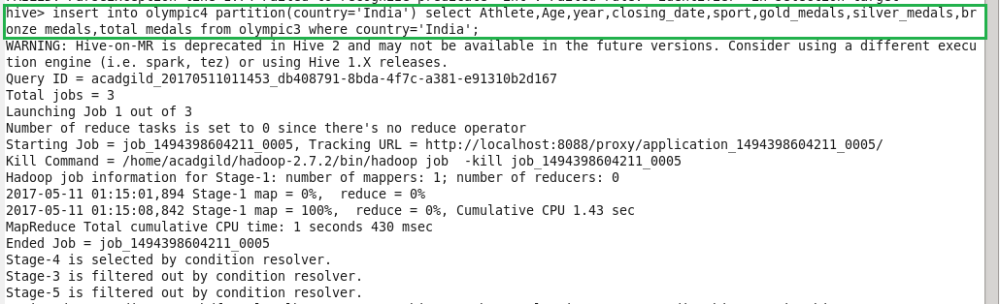 hive> insert into olympic4 partition(country='India') select Athlete,Age,year,closing_date,sport,gold_medals,silver_medals,br
onze_medals,total_medals from olympic3 where country='India';
WARNING: Hive-on-MR is deprecated in Hive 2 and may not be available in the future versions. Consider using a different execu
tion engine (i.e. spark, tez) or using Hive 1.X releases.
Query ID = acadgild_20170511011453_db408791-8bda-4f7c-a381-e91310b2d167
Total jobs = 3
Launching Job 1 out of 3
Number of reduce tasks is set to 0 since there's no reduce operator
Starting Job = job_1494398604211_0005, Tracking URL = http://localhost:8088/proxy/application_1494398604211_0005/
Kill Command = /home/acadgild/hadoop-2.7.2/bin/hadoop job  -kill job_1494398604211_0005
Hadoop job information for Stage-1: number of mappers: 1; number of reducers: 0
2017-05-11 01:15:01,894 Stage-1 map = 0%,  reduce = 0%
2017-05-11 01:15:08,842 Stage-1 map = 100%,  reduce = 0%, Cumulative CPU 1.43 sec
MapReduce Total cumulative CPU time: 1 seconds 430 msec
Ended Job = job_1494398604211_0005
Stage-4 is selected by condition resolver.
Stage-3 is filtered out by condition resolver.
Stage-5 is filtered out by condition resolver.